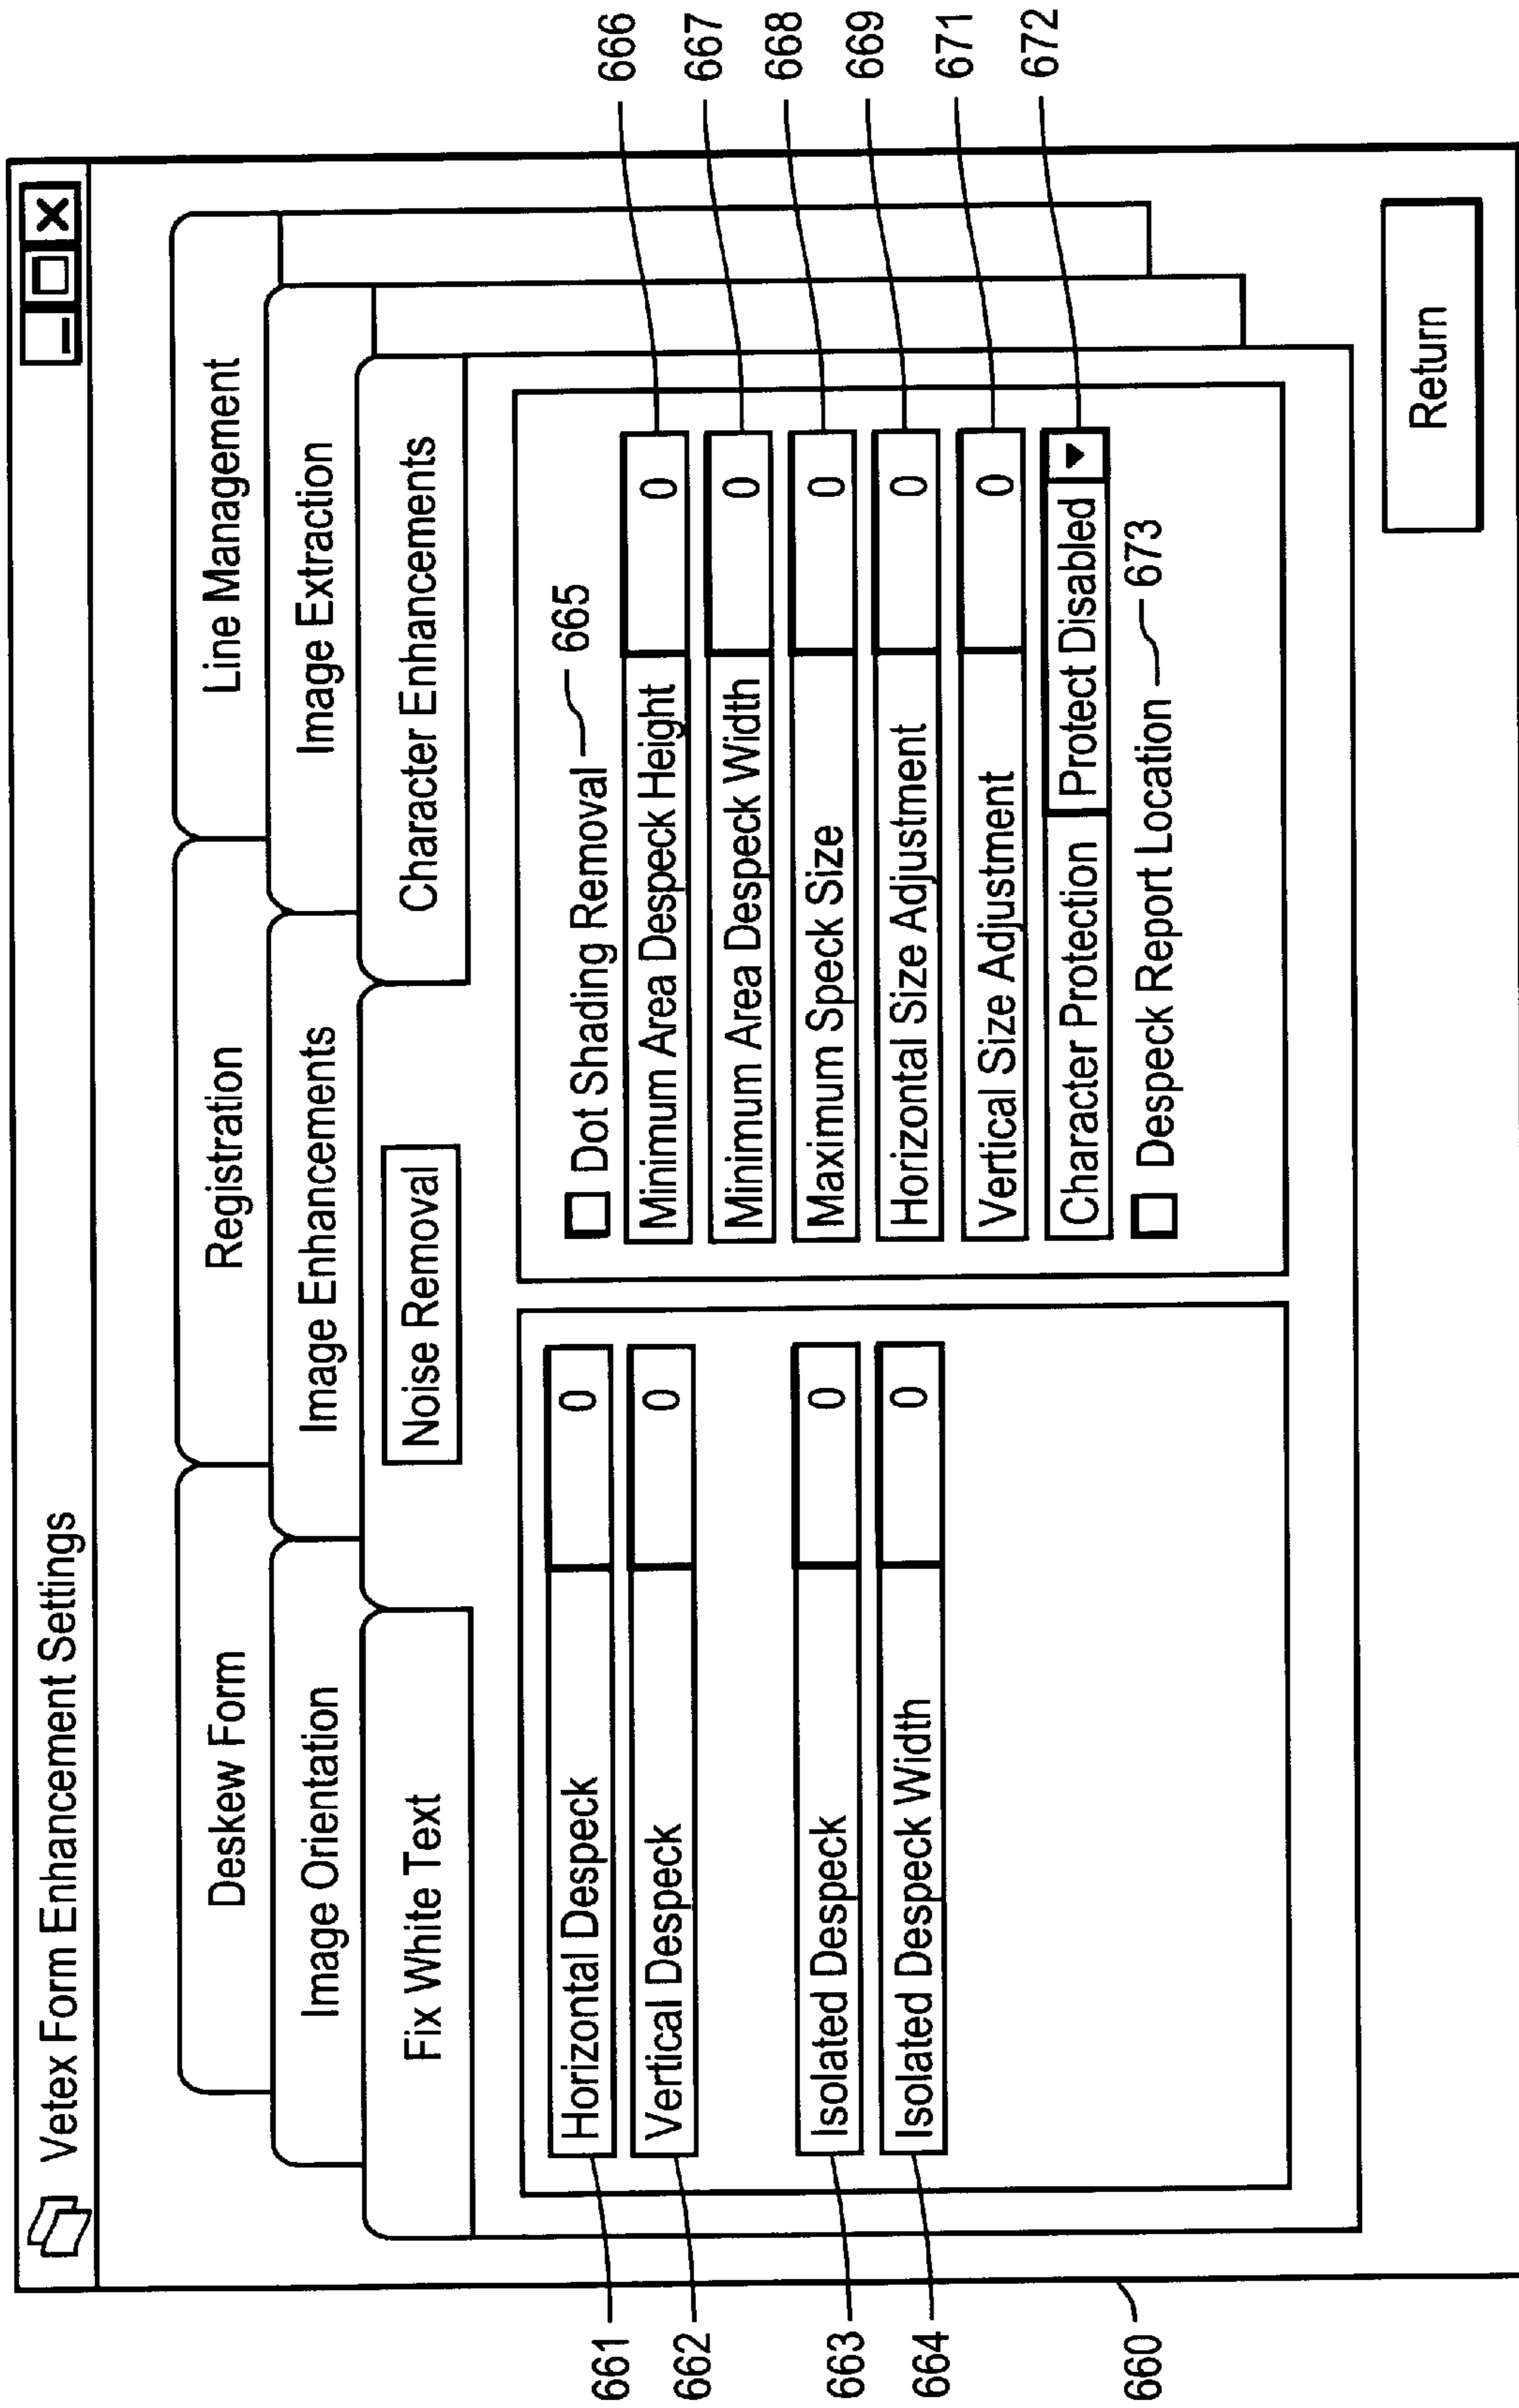 Vetex Form Enhancement Settings
Deskew Form
Registration
Line Management
Image Orientation
Image Enhancements
Image Extraction
Fix White Text
Noise Removal
Character Enhancements
661
Horizontal Despeck 0
662
Vertical Despeck 0
663
Isolated Despeck 0
664
Isolated Despeck Width 0
Dot Shading Removal 665
Minimum Area Despeck Height 0
666
Minimum Area Despeck Width 0
667
Maximum Speck Size 0
668
Horizontal Size Adjustment 0
669
Vertical Size Adjustment 0
671
Character Protection Protect Disabled
672
Despeck Report Location 673
660
Return